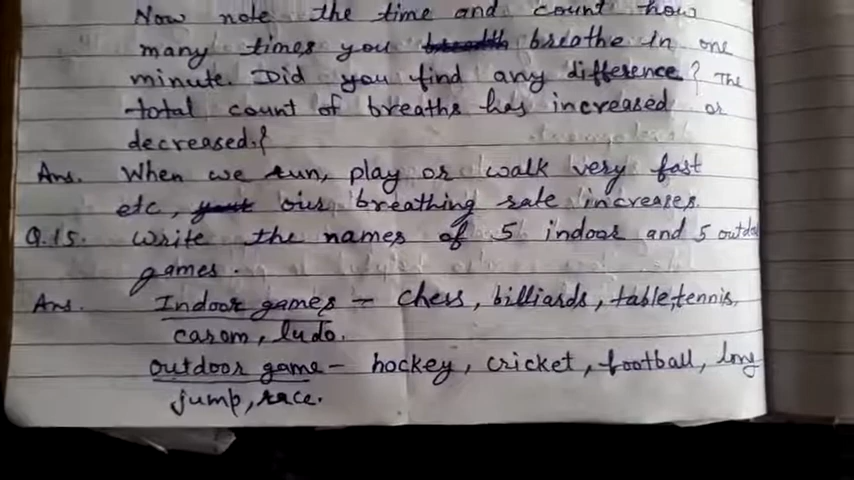 Now note the time and count how
many times you breathe in one
minute. Did you find any difference? The
total count of breaths has increased or
decreased.?
Ans. When we run, play or walk very fast
etc, our breathing rate increases.
Q.15. Write the names of 5 indoor and 5 outdoor
games.
Ans. Indoor games - chess, billiards, table,tennis,
carom, ludo.
outdoor game - hockey, cricket, football, long
jump, race.